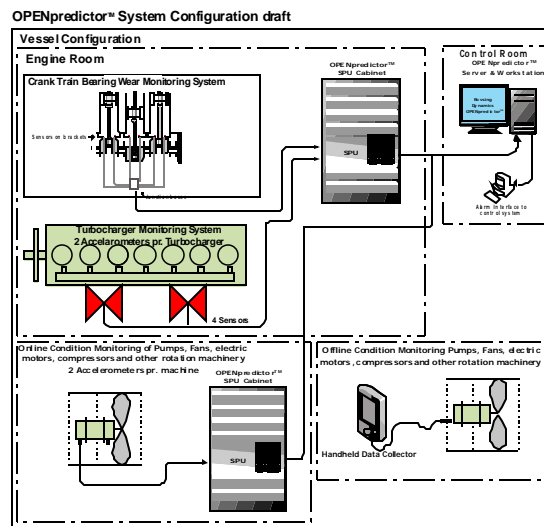 OPENpredictor™ System Configuration draft
Vessel Configuration
Engine Room
Crank Train Bearing Wear Monitoring System
Sensors on brackets
OPENpredictor™
SPU Cabinet
SPU
Control Room
OPENpredictor™
Server & Workstation
OPENpredictor™
Alarm Interface to
control system
Turbocharger Monitoring System
2 Accelarometers pr. Turbocharger
4 Sensors
Online Condition Monitoring of Pumps, Fans, electric
motors, compressors and other rotation machinery
2 Accelerometers pr. machine
OPENpredictor™
SPU Cabinet
SPU
Offline Condition Monitoring Pumps, Fans, electric
motors, compressors and other rotation machinery
Handheld Data Collector